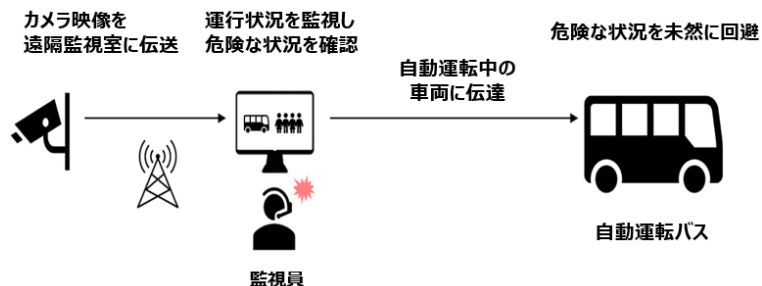 カメラ映像を
遠隔監視室に伝送
運行状況を監視し
危険な状況を確認
自動運転中の
車両に伝達
危険な状況を未然に回避
監視員
自動運転バス